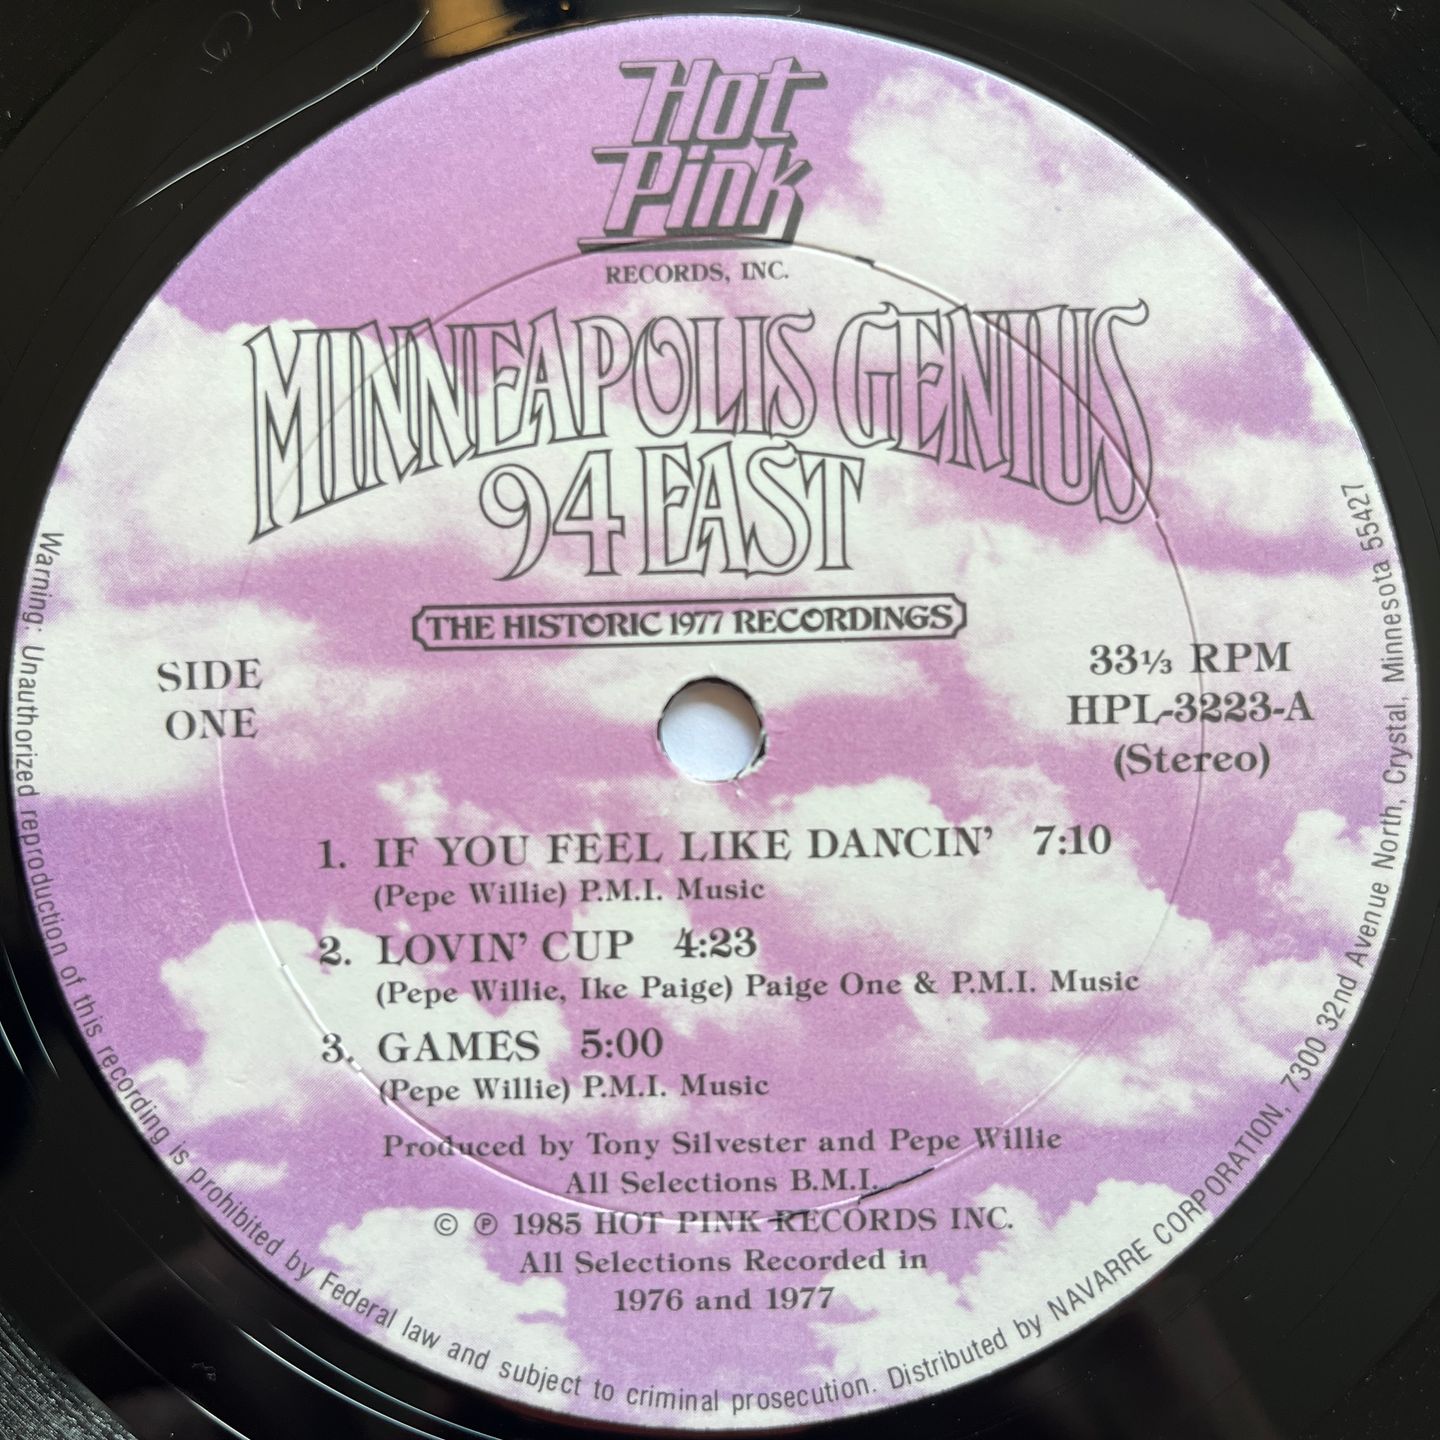 Hot
Pink
RECORDS, INC.
MINNEAPOLIS GENIUS
94 EAST
THE HISTORIC 1977 RECORDINGS
SIDE
ONE
33⅓ RPM
HPL-3223-A
(Stereo)
1. IF YOU FEEL LIKE DANCIN' 7:10
(Pepe Willie) P.M.I. Music
2. LOVIN' CUP 4:23
(Pepe Willie, Ike Paige) Paige One & P.M.I. Music
3. GAMES 5:00
(Pepe Willie) P.M.I. Music
Produced by Tony Silvester and Pepe Willie
All Selections B.M.I.
© ℗ 1985 HOT PINK RECORDS INC.
All Selections Recorded in
1976 and 1977
Warning: Unauthorized reproduction of this recording is prohibited by Federal law and subject to criminal prosecution. Distributed by NAVARRE CORPORATION, 7300 32nd Avenue North, Crystal, Minnesota 55427